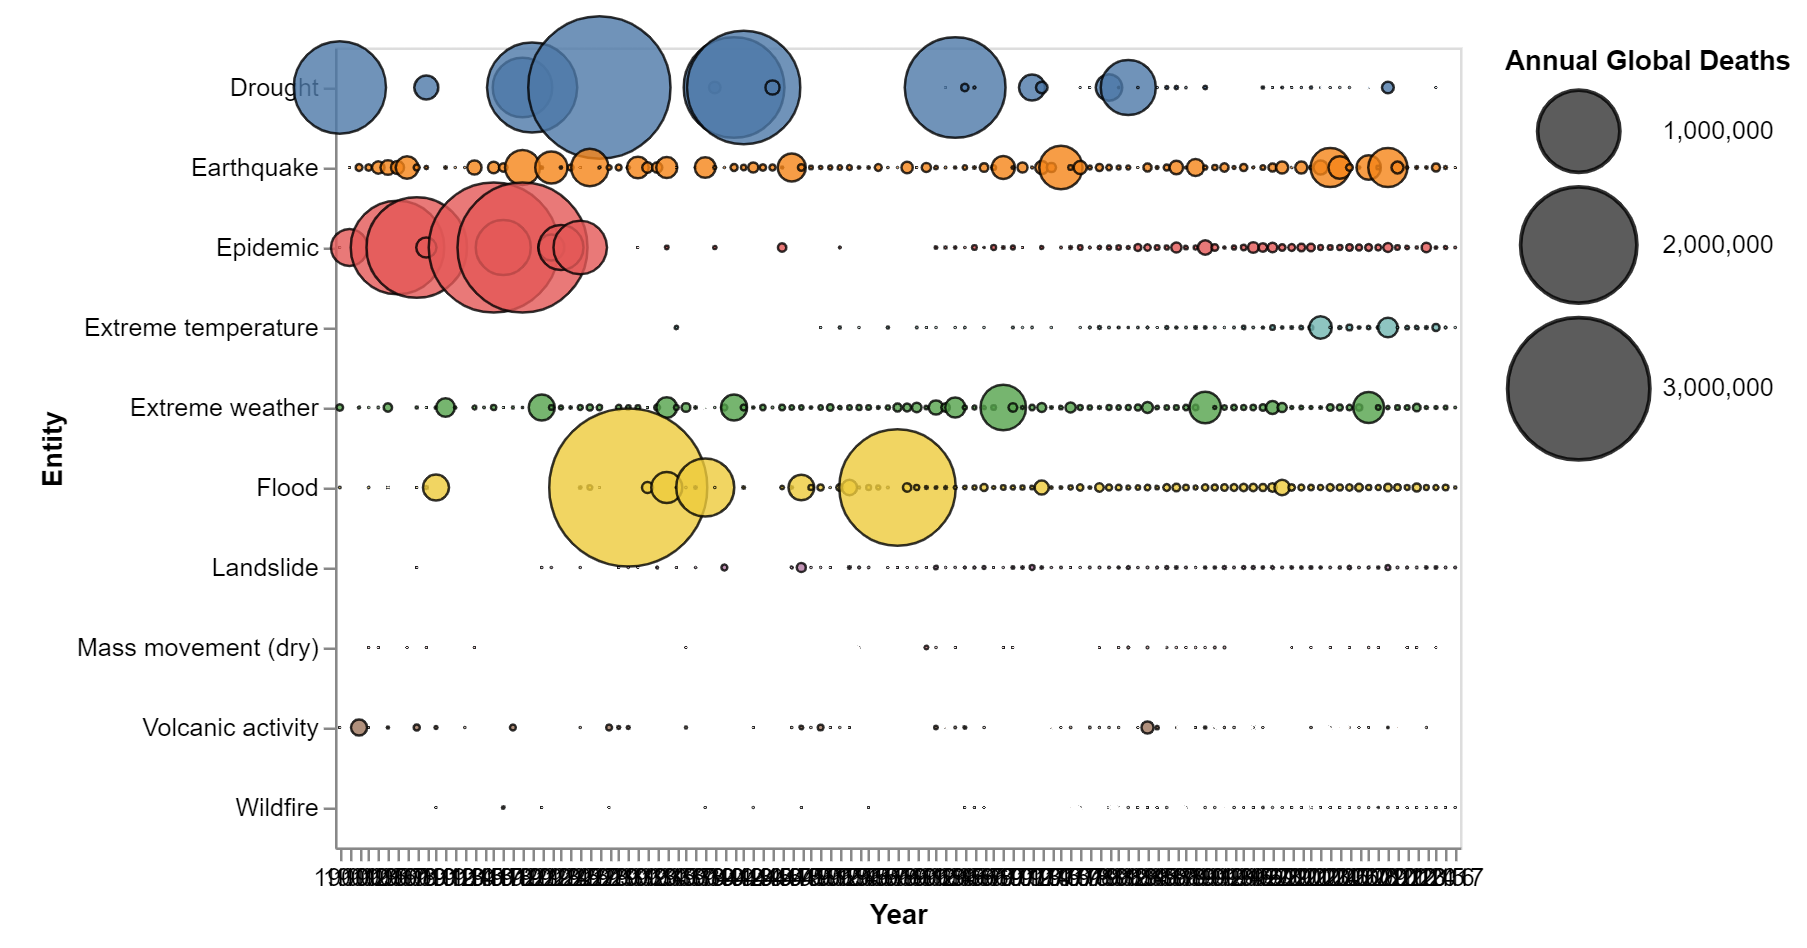 Annual Global Deaths
1,000,000
2,000,000
3,000,000
Entity
Drought
Earthquake
Epidemic
Extreme temperature
Extreme weather
Flood
Landslide
Mass movement (dry)
Volcanic activity
Wildfire
Year